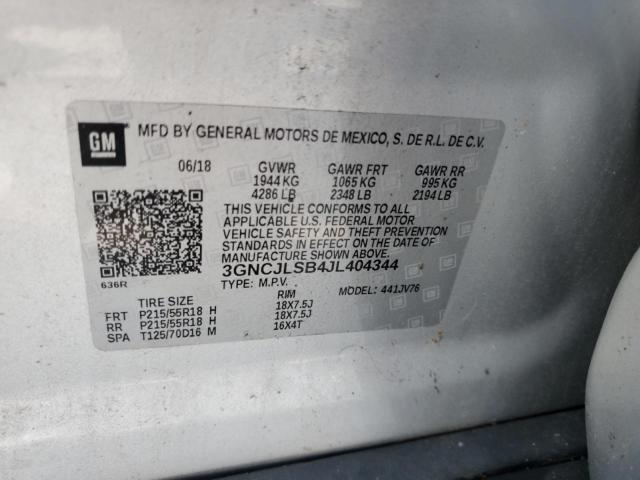 GM
MFD BY GENERAL MOTORS DE MEXICO, S. DE R.L. DE C.V.
06/18 GVWR GAWR FRT GAWR RR
1944 KG 1065 KG 995 KG
4286 LB 2348 LB 2194 LB
THIS VEHICLE CONFORMS TO ALL
APPLICABLE U.S. FEDERAL MOTOR
VEHICLE SAFETY AND THEFT PREVENTION
STANDARDS IN EFFECT ON THE DATE OF
MANUFACTURE SHOWN ABOVE.
3GNCJLSB4JL404344
636R
TYPE: M.P.V. MODEL: 441JV76
TIRE SIZE RIM
FRT P215/55R18 H 18X7.5J
RR P215/55R18 H 18X7.5J
SPA T125/70D16 M 16X4T